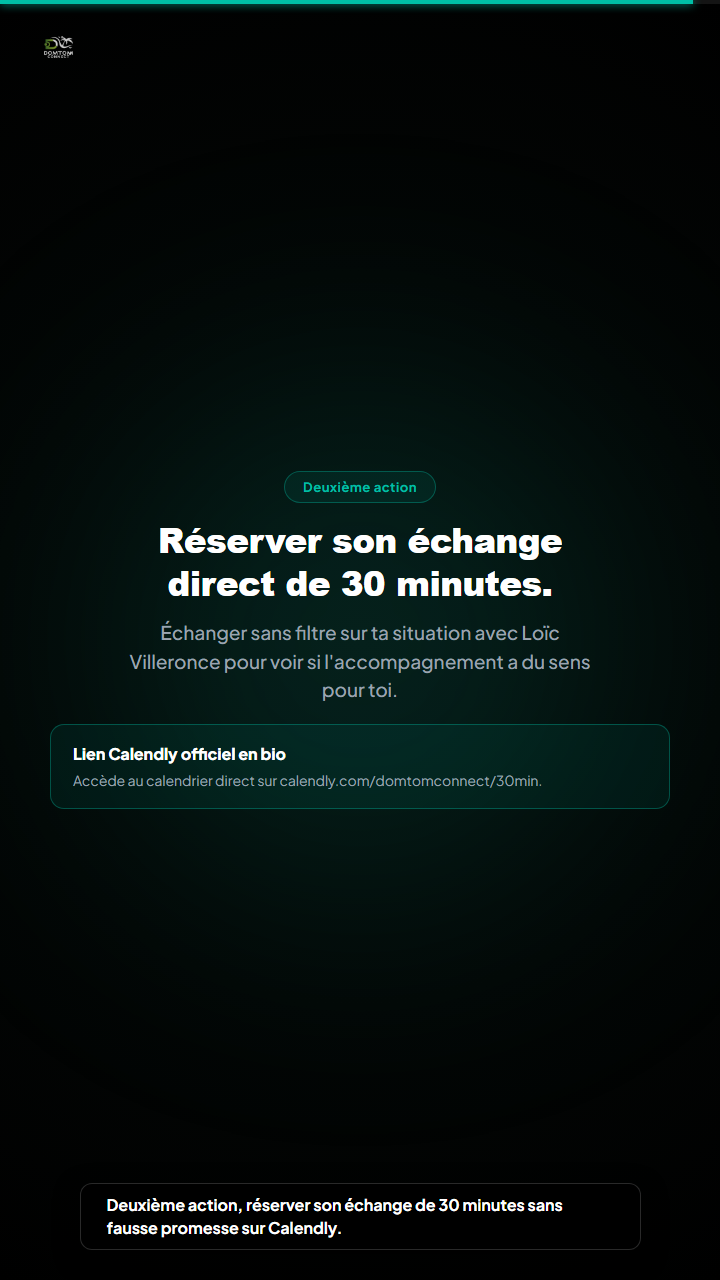 DOMTOM
CONNECT
Deuxième action
Réserver son échange
direct de 30 minutes.
Échanger sans filtre sur ta situation avec Loïc
Villeronce pour voir si l'accompagnement a du sens
pour toi.
Lien Calendly officiel en bio
Accède au calendrier direct sur calendly.com/domtomconnect/30min.
Deuxième action, réserver son échange de 30 minutes sans
fausse promesse sur Calendly.